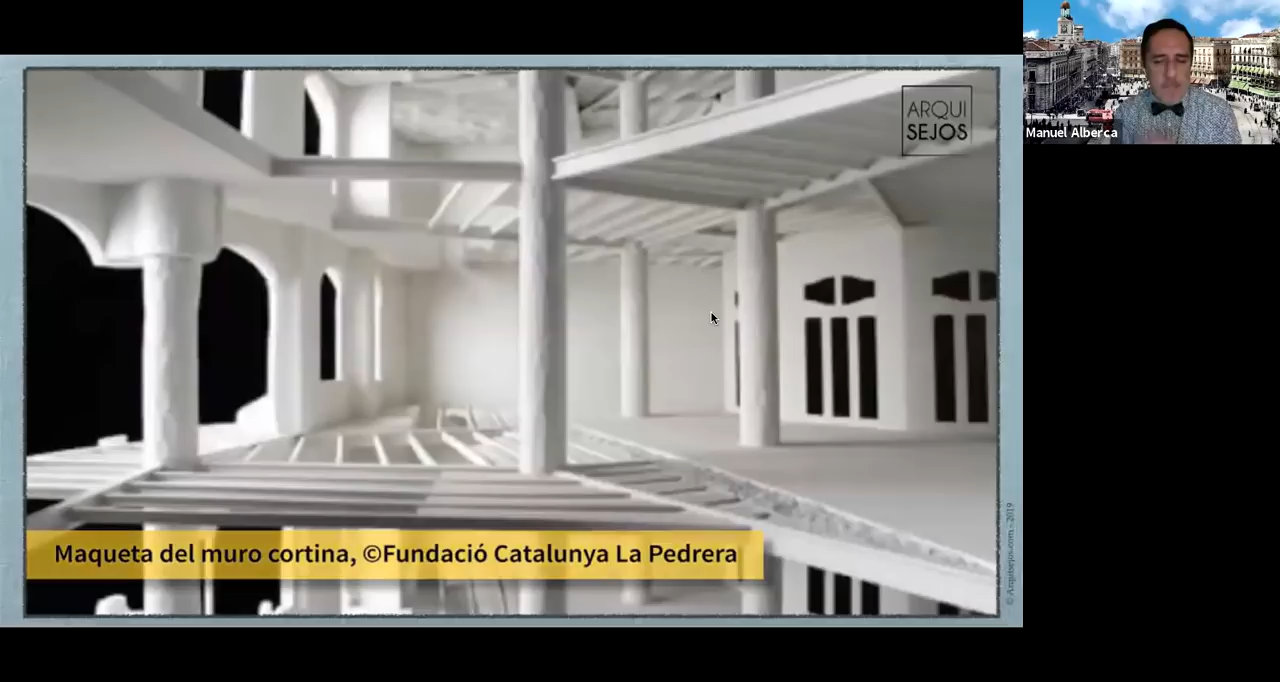 ARQUI
SEJOS
Manuel Alberca
Maqueta del muro cortina, ©Fundació Catalunya La Pedrera
© Arquisejos.com - 2019